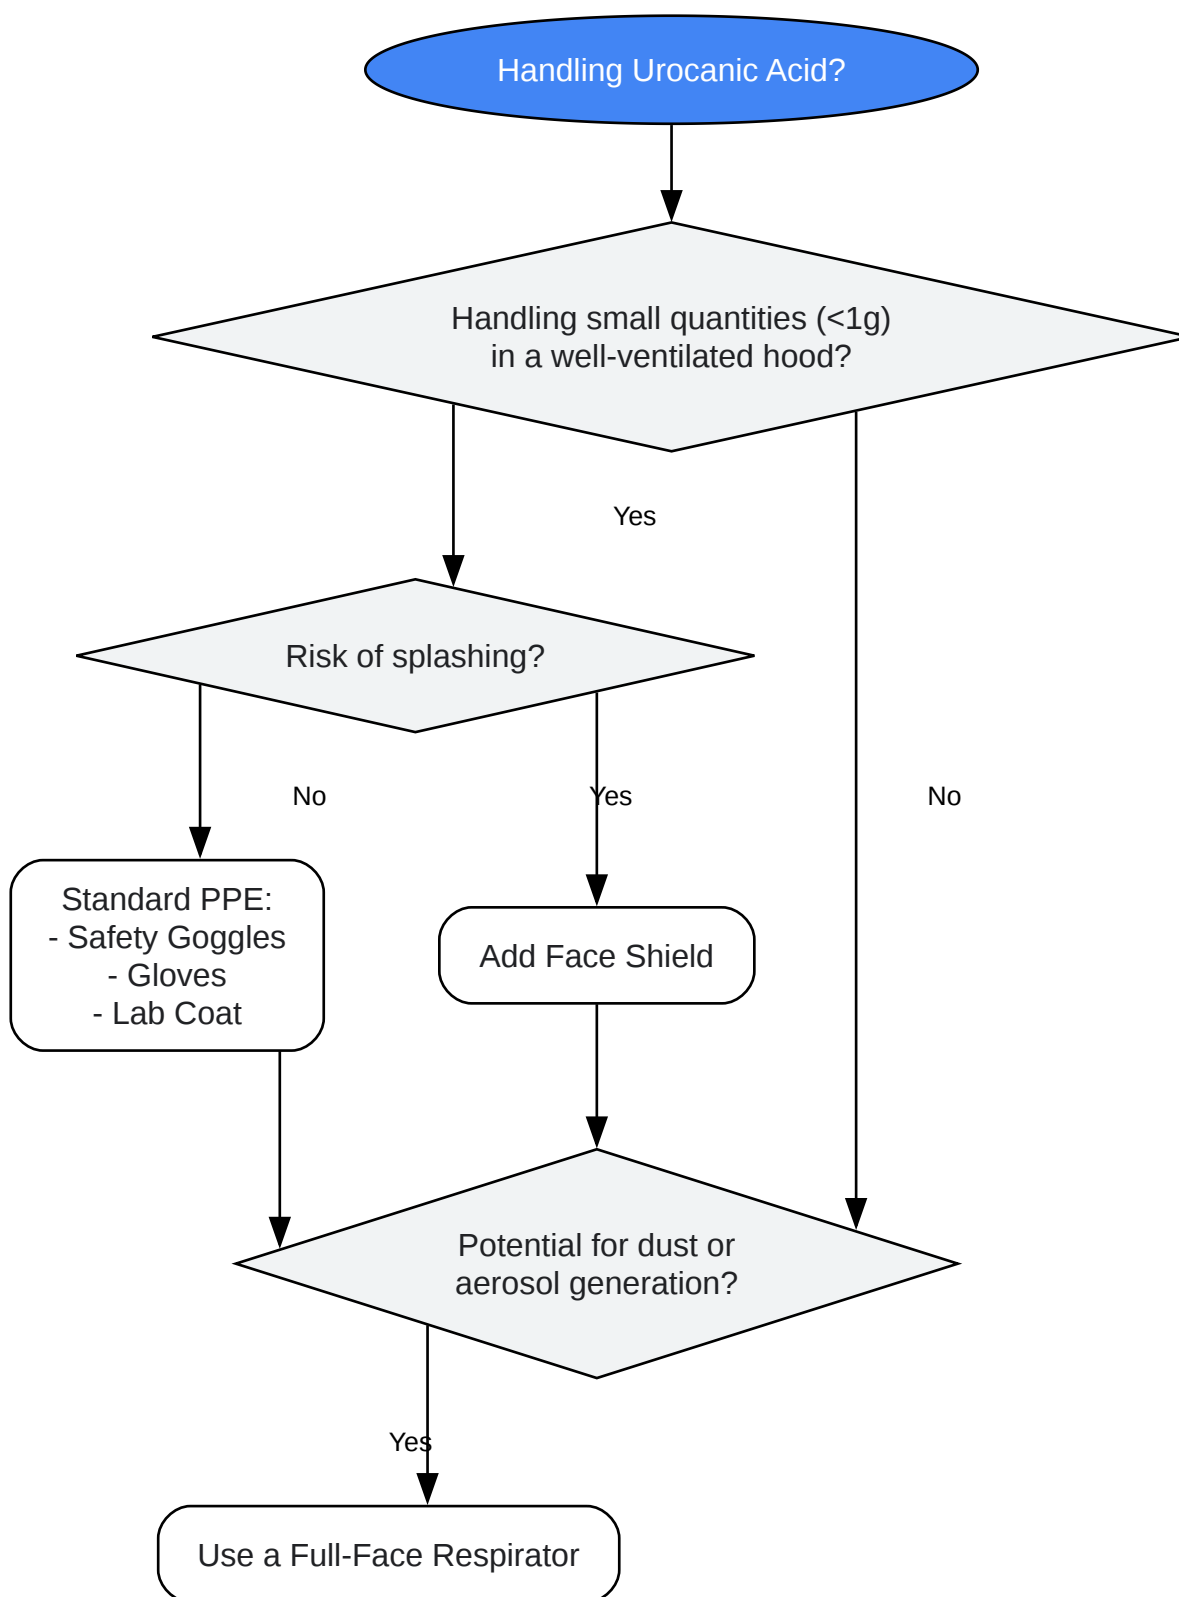 Handling Urocanic Acid?
Handling small quantities (<1g)
in a well-ventilated hood?
Yes
Risk of splashing?
No
Yes
No
Standard PPE:
- Safety Goggles
- Gloves
- Lab Coat
Add Face Shield
Potential for dust or
aerosol generation?
Yes
Use a Full-Face Respirator